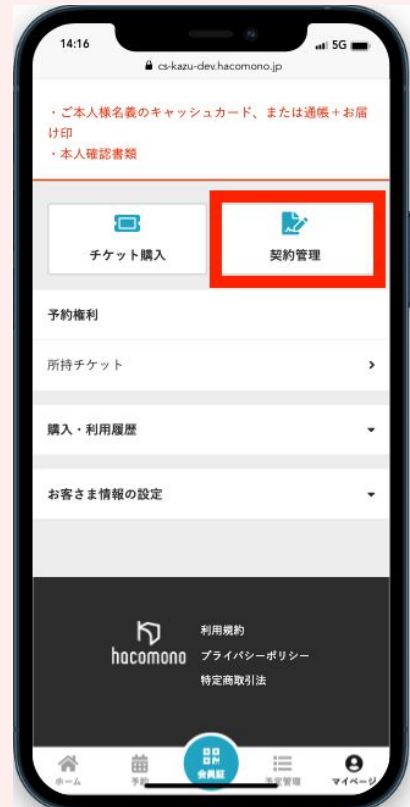 14:16
5G
cs-kazu-dev.hacomono.jp
・ご本人様名義のキャッシュカード、または通帳+お届
け印
・本人確認書類
チケット購入
契約管理
予約権利
所持チケット
購入・利用履歴
お客さま情報の設定
hacomono
利用規約
プライバシーポリシー
特定商取引法
ホーム
予約
会員証
予定管理
マイページ